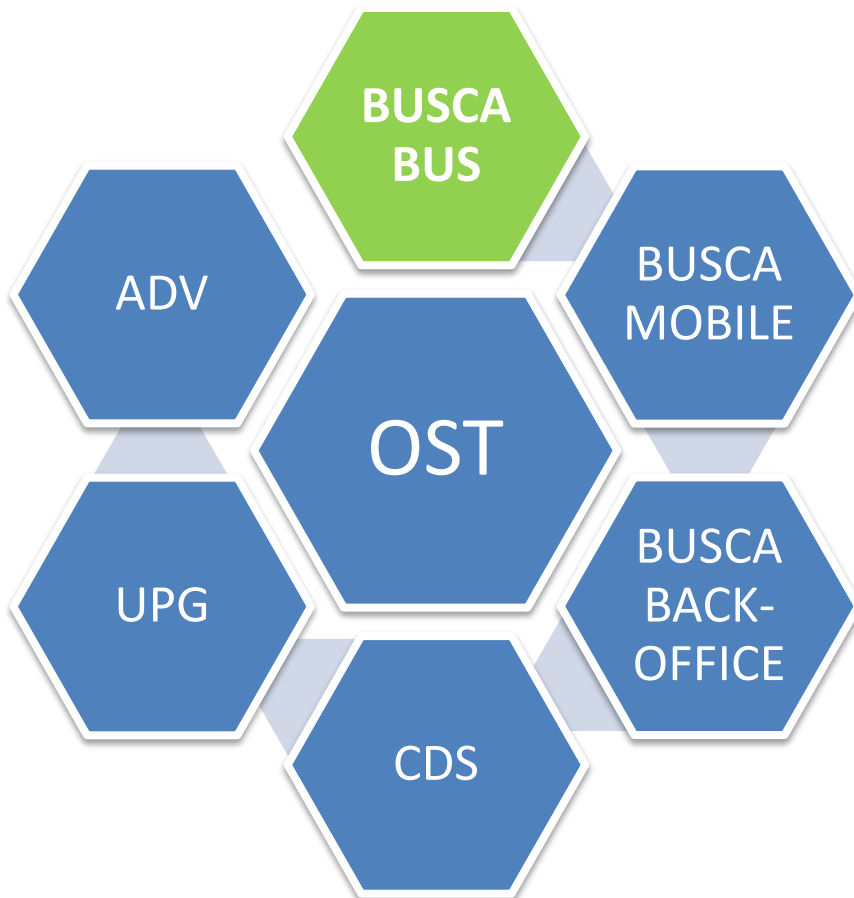 BUSCA
BUS
BUSCA
MOBILE
ADV
OST
BUSCA
BACK-
OFFICE
UPG
CDS